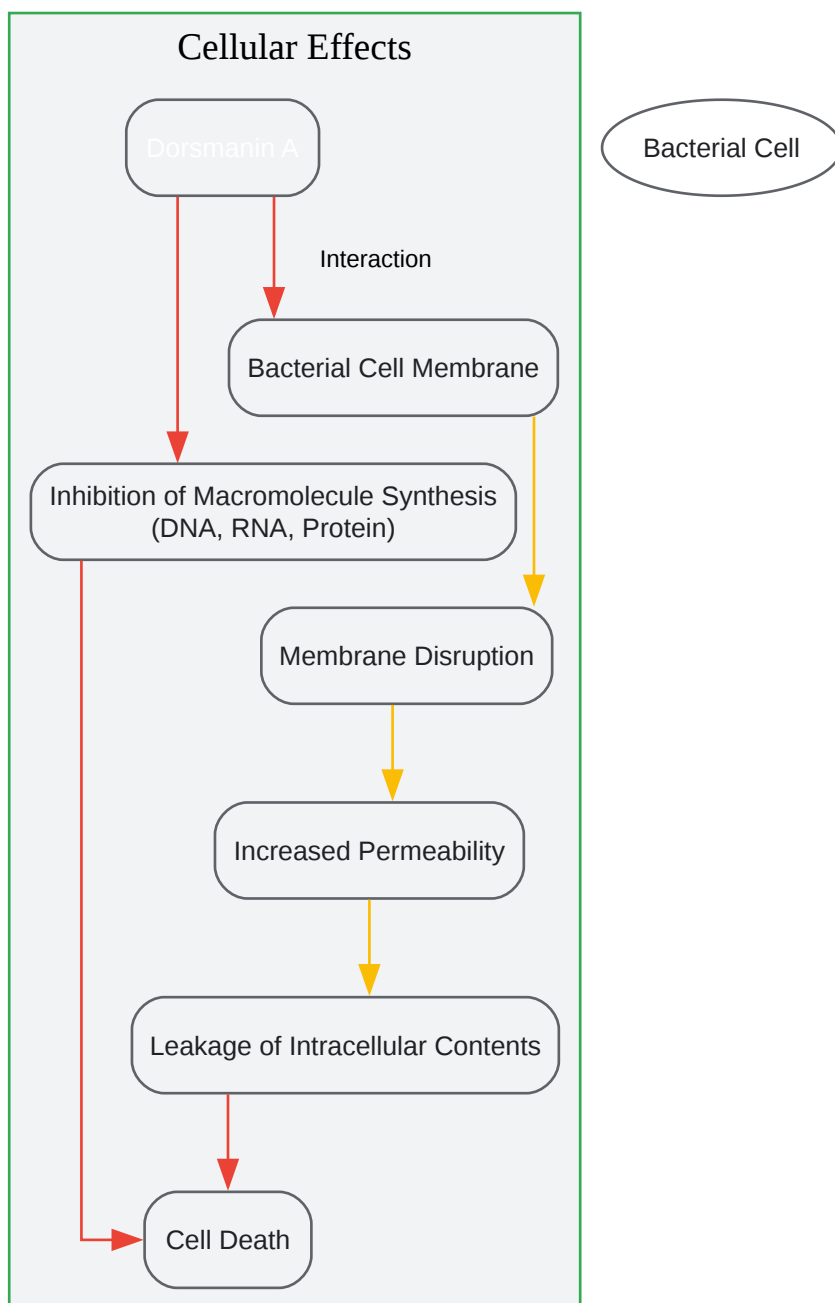 Cellular Effects
Dorsmanin A
Bacterial Cell
Interaction
Bacterial Cell Membrane
Inhibition of Macromolecule Synthesis
(DNA, RNA, Protein)
Membrane Disruption
Increased Permeability
Leakage of Intracellular Contents
Cell Death